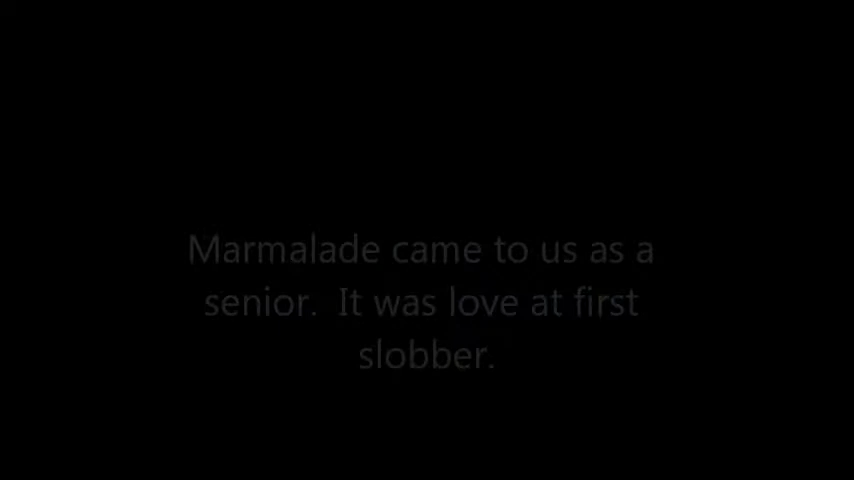 Marmalade came to us as a
senior.  It was love at first
slobber.